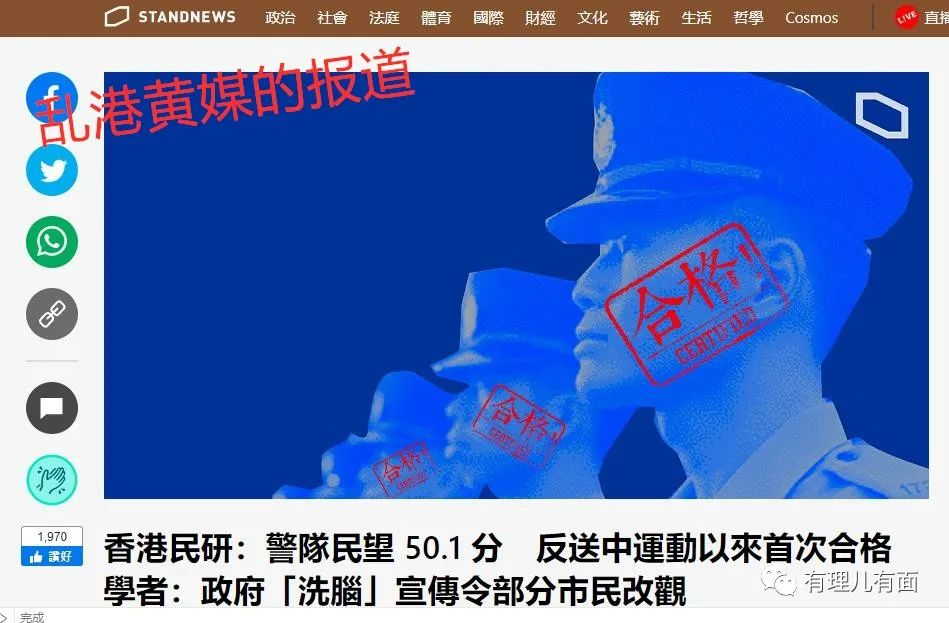 STANDNEWS
政治 社會 法庭 體育 國際 財經 文化 藝術 生活 哲學 Cosmos
LIVE 直播
乱港黄媒的报道
合格!
CERTIFIED
合格!
CERTIFIED
合格!
CERTIFIED
1,970
讚好
香港民研：警隊民望 50.1 分 反送中運動以來首次合格
學者：政府「洗腦」宣傳令部分市民改觀
有理儿有面
完成